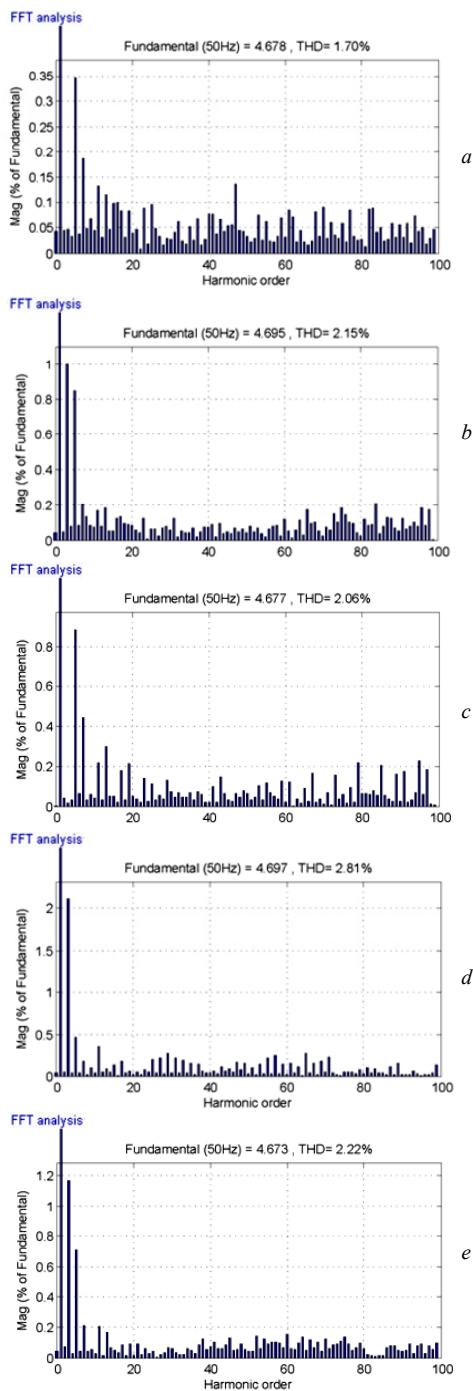 FFT analysis
Fundamental (50Hz) = 4.678 , THD= 1.70%
Mag (% of Fundamental)
0.35
0.3
0.25
0.2
0.15
0.1
0.05
0
0 20 40 60 80 100
Harmonic order
a
FFT analysis
Fundamental (50Hz) = 4.695 , THD= 2.15%
Mag (% of Fundamental)
1
0.8
0.6
0.4
0.2
0
0 20 40 60 80 100
b
FFT analysis
Fundamental (50Hz) = 4.677 , THD= 2.06%
Mag (% of Fundamental)
0.8
0.6
0.4
0.2
0
0 20 40 60 80 100
c
FFT analysis
Fundamental (50Hz) = 4.697 , THD= 2.81%
Mag (% of Fundamental)
2
1.5
1
0.5
0
0 20 40 60 80 100
Harmonic order
d
FFT analysis
Fundamental (50Hz) = 4.673 , THD= 2.22%
Mag (% of Fundamental)
1.2
1
0.8
0.6
0.4
0.2
0
0 20 40 60 80 100
Harmonic order
e